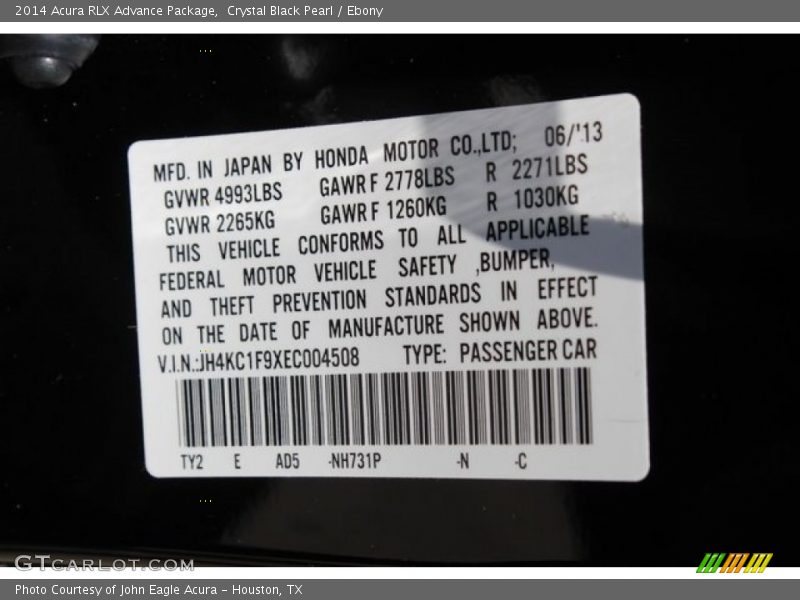 2014 Acura RLX Advance Package,  Crystal Black Pearl / Ebony
MFD. IN JAPAN BY HONDA MOTOR CO.,LTD; 06/'13
GVWR 4993LBS GAWR F 2778LBS R 2271LBS
GVWR 2265KG GAWR F 1260KG R 1030KG
THIS VEHICLE CONFORMS TO ALL APPLICABLE
FEDERAL MOTOR VEHICLE SAFETY ,BUMPER,
AND THEFT PREVENTION STANDARDS IN EFFECT
ON THE DATE OF MANUFACTURE SHOWN ABOVE.
V.I.N.:JH4KC1F9XEC004508 TYPE: PASSENGER CAR
TY2 E AD5 -NH731P -N -C
GTCARLOT.COM
Photo Courtesy of John Eagle Acura - Houston, TX